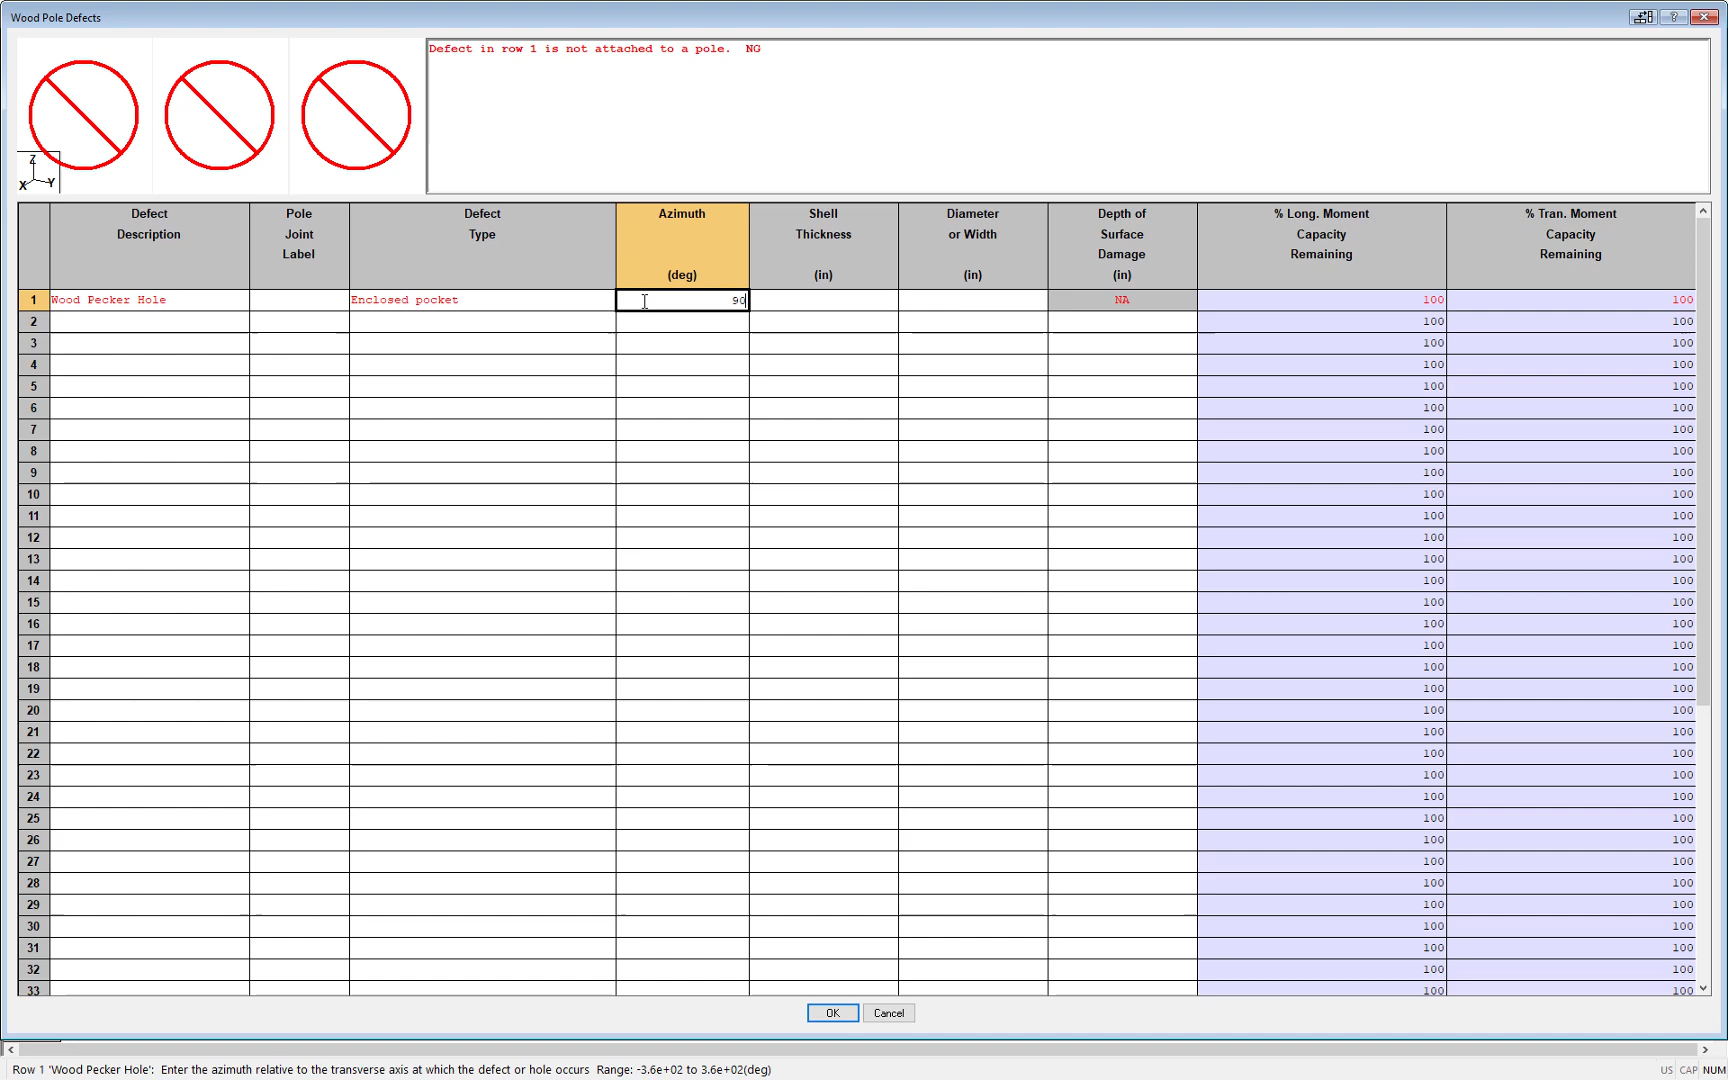 Wood Pole Defects
?
Defect in row 1 is not attached to a pole.  NG
Z
X Y
Defect Description
Pole Joint Label
Defect Type
Azimuth (deg)
Shell Thickness (in)
Diameter or Width (in)
Depth of Surface Damage (in)
% Long. Moment Capacity Remaining
% Tran. Moment Capacity Remaining
1 Wood Pecker Hole Enclosed pocket 90 NA 100 100
2 100 100
3 100 100
4 100 100
5 100 100
6 100 100
7 100 100
8 100 100
9 100 100
10 100 100
11 100 100
12 100 100
13 100 100
14 100 100
15 100 100
16 100 100
17 100 100
18 100 100
19 100 100
20 100 100
21 100 100
22 100 100
23 100 100
24 100 100
25 100 100
26 100 100
27 100 100
28 100 100
29 100 100
30 100 100
31 100 100
32 100 100
33 100 100
OK Cancel
Row 1 'Wood Pecker Hole':  Enter the azimuth relative to the transverse axis at which the defect or hole occurs  Range: -3.6e+02 to 3.6e+02(deg)
US CAP NUM